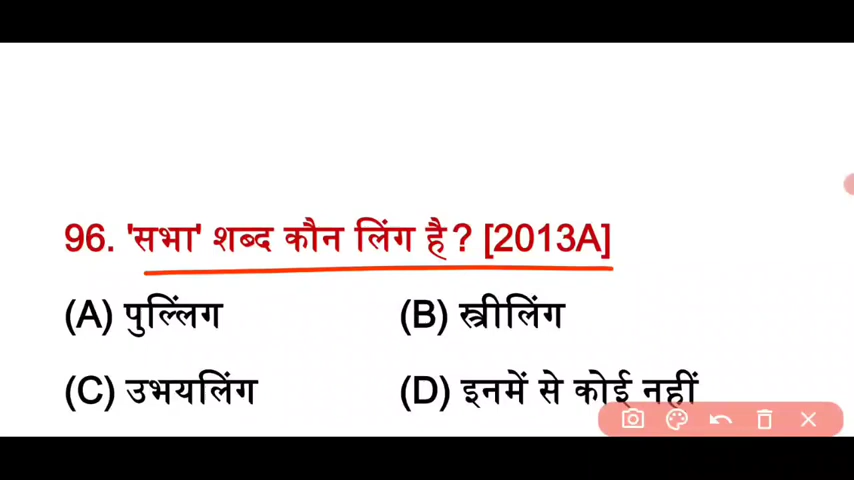 96. 'सभा' शब्द कौन लिंग है? [2013A]
(A) पुल्लिंग (B) स्त्रीलिंग
(C) उभयलिंग (D) इनमें से कोई नहीं